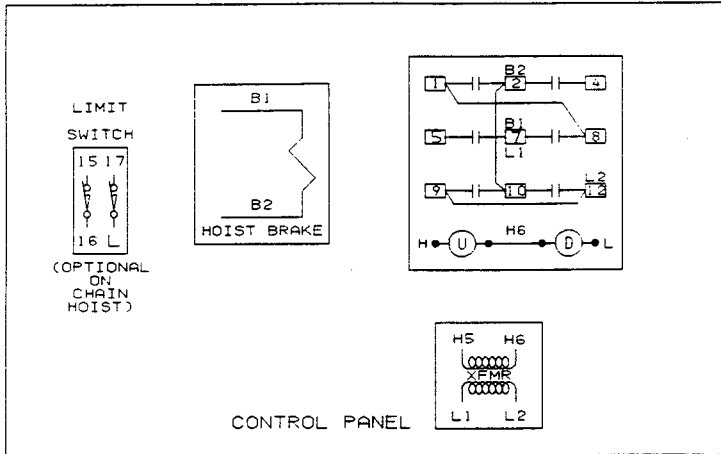 LIMIT
SWITCH
15 17
16 L
(OPTIONAL
ON
CHAIN
HOIST)
B1
B2
HOIST BRAKE
B2
1 2 4
B1
5 7 8
L1
L2
9 10 12
H U H6 D L
H5 H6
XFMR
L1 L2
CONTROL PANEL